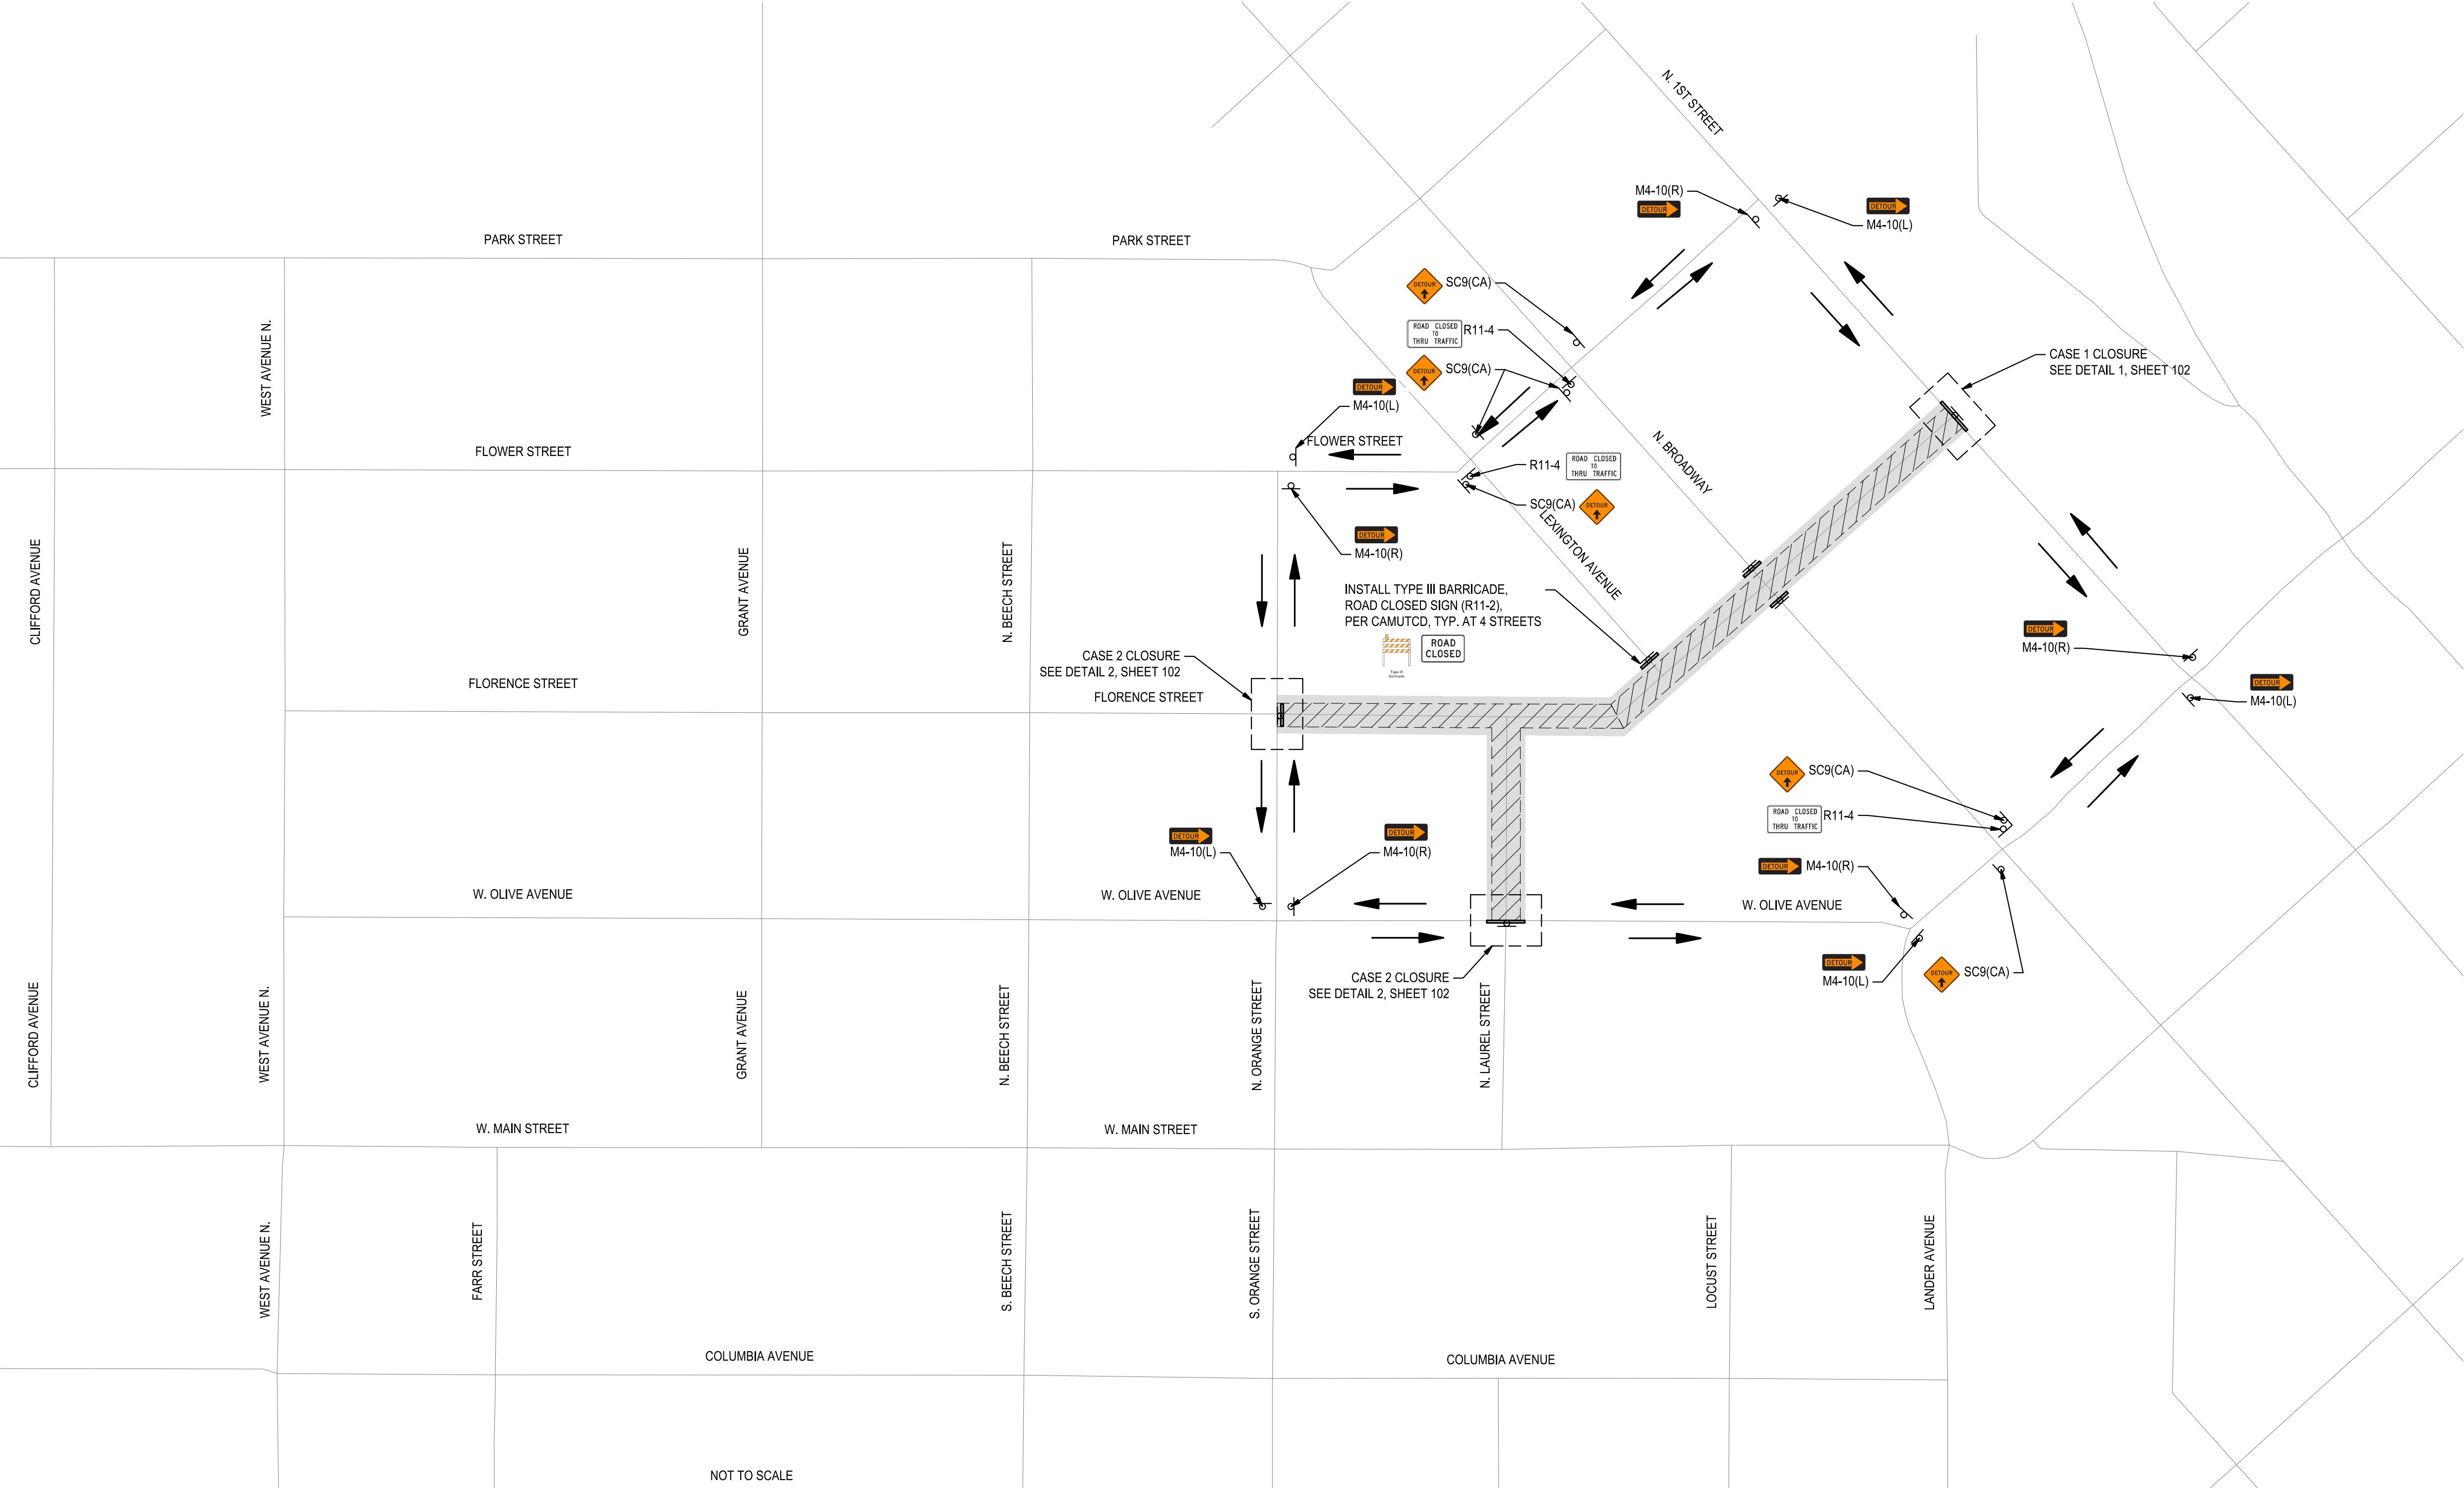 N. 1ST STREET
M4-10(R)
DETOUR
DETOUR
M4-10(L)
PARK STREET
PARK STREET
DETOUR
SC9(CA)
ROAD CLOSED
TO
THRU TRAFFIC
R11-4
DETOUR
SC9(CA)
DETOUR
M4-10(L)
CASE 1 CLOSURE
SEE DETAIL 1, SHEET 102
WEST AVENUE N.
FLOWER STREET
FLOWER STREET
N. BROADWAY
R11-4
ROAD CLOSED
TO
THRU TRAFFIC
SC9(CA)
DETOUR
LEXINGTON AVENUE
DETOUR
M4-10(R)
CLIFFORD AVENUE
GRANT AVENUE
N. BEECH STREET
INSTALL TYPE III BARRICADE,
ROAD CLOSED SIGN (R11-2),
PER CAMUTCD, TYP. AT 4 STREETS
Type III
Barricade
ROAD
CLOSED
DETOUR
M4-10(R)
DETOUR
M4-10(L)
CASE 2 CLOSURE
SEE DETAIL 2, SHEET 102
FLORENCE STREET
FLORENCE STREET
DETOUR
SC9(CA)
ROAD CLOSED
TO
THRU TRAFFIC
R11-4
DETOUR
M4-10(L)
DETOUR
M4-10(R)
DETOUR
M4-10(R)
W. OLIVE AVENUE
W. OLIVE AVENUE
W. OLIVE AVENUE
DETOUR
M4-10(L)
DETOUR
SC9(CA)
CASE 2 CLOSURE
SEE DETAIL 2, SHEET 102
CLIFFORD AVENUE
WEST AVENUE N.
GRANT AVENUE
N. BEECH STREET
N. ORANGE STREET
N. LAUREL STREET
W. MAIN STREET
W. MAIN STREET
WEST AVENUE N.
FARR STREET
S. BEECH STREET
S. ORANGE STREET
LOCUST STREET
LANDER AVENUE
COLUMBIA AVENUE
COLUMBIA AVENUE
NOT TO SCALE